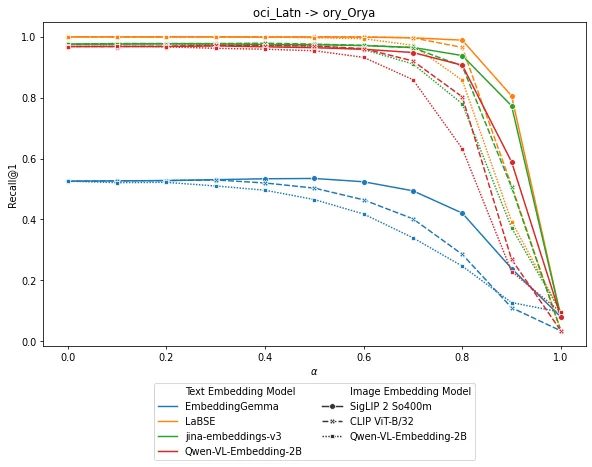 oci_Latn -> ory_Orya
Recall@1
1.0
0.8
0.6
0.4
0.2
0.0
0.0 0.2 0.4 0.6 0.8 1.0
α
Text Embedding Model
EmbeddingGemma
LaBSE
jina-embeddings-v3
Qwen-VL-Embedding-2B
Image Embedding Model
SigLIP 2 So400m
CLIP ViT-B/32
Qwen-VL-Embedding-2B